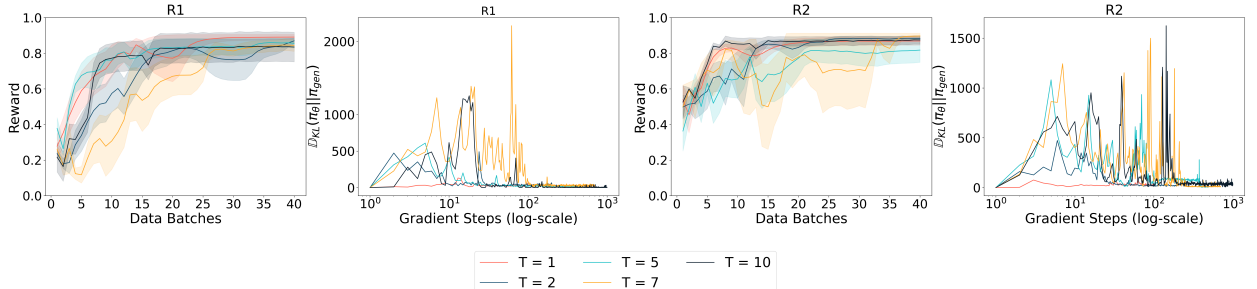 R1
Reward
1.0
0.8
0.6
0.4
0.2
0.0
0 5 10 15 20 25 30 35 40
Data Batches
R1
𝔻KL(πθ||πgen)
2000
1500
1000
500
0
10⁰ 10¹ 10² 10³
Gradient Steps (log-scale)
R2
Reward
1.0
0.8
0.6
0.4
0.2
0.0
0 5 10 15 20 25 30 35 40
Data Batches
R2
𝔻KL(πθ||πgen)
1500
1000
500
0
10⁰ 10¹ 10² 10³
Gradient Steps (log-scale)
T = 1 T = 5 T = 10
T = 2 T = 7